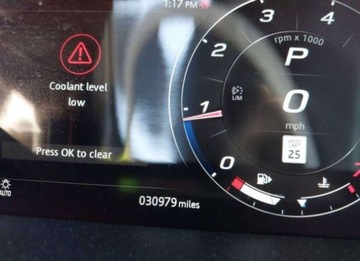 1:17 PM
Coolant level
low
Press OK to clear
AUTO
030979 miles
3
4
rpm x 1000
2
P
LIM
1
0
mph
25
0